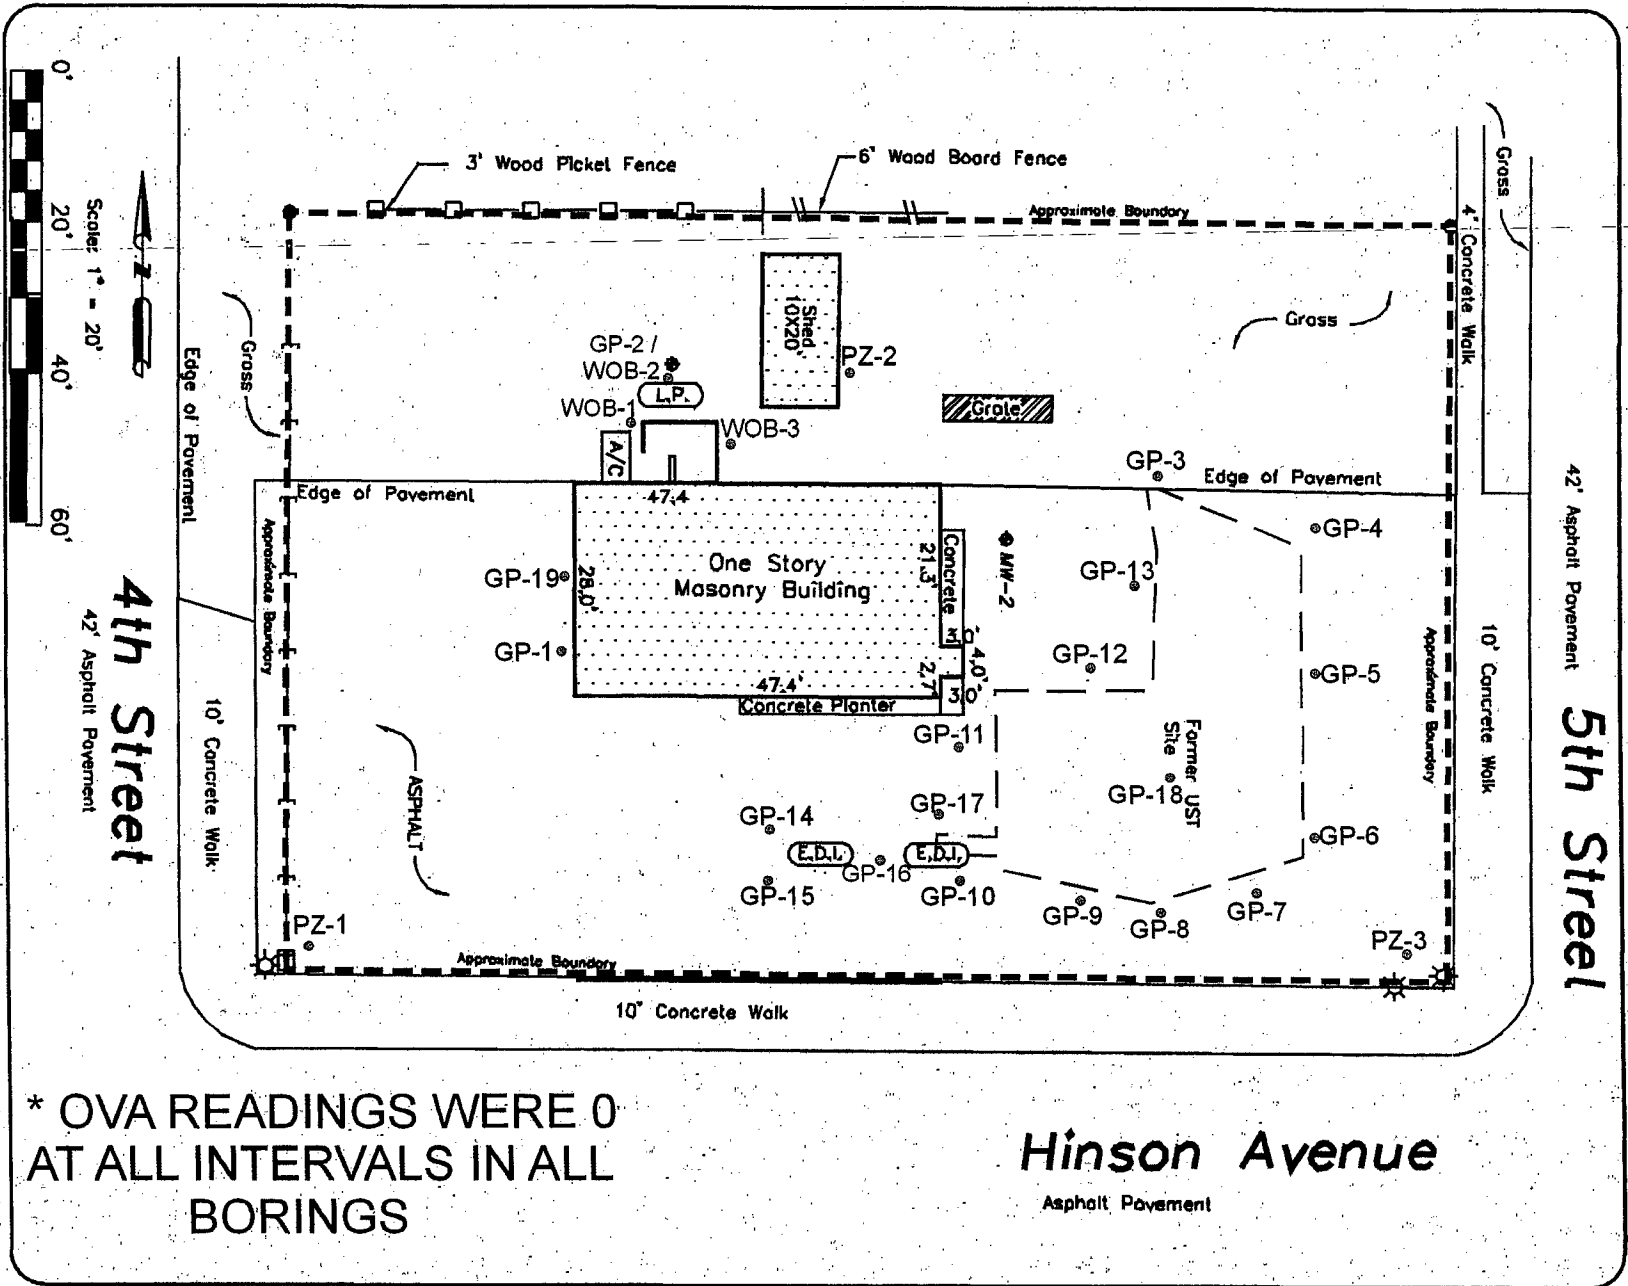 0'
20'
40'
60'
Scale: 1" = 20'
N
3' Wood Picket Fence
6' Wood Board Fence
Approximate Boundary
Grass
4' Concrete Walk
Grass
Grass
Edge of Pavement
Shed
10X20'
PZ-2
GP-2 /
WOB-2
L.P.
WOB-1
WOB-3
A/C
Grate
GP-3
Edge of Pavement
Edge of Pavement
47.4
GP-4
42' Asphalt Pavement
5th Street
10' Concrete Walk
Approximate Boundary
Approximate Boundary
4th Street
42' Asphalt Pavement
10' Concrete Walk
GP-19
28.0'
One Story
Masonry Building
21.3'
Concrete
MW-2
GP-13
GP-1
GP-12
GP-5
3.0'
4.0'
2.7'
3.0'
47.4'
Concrete Planter
GP-11
Former UST
Site
ASPHALT
GP-18
GP-14
GP-17
GP-6
E.D.I.
E.D.I.
GP-16
GP-15
GP-10
GP-9
GP-8
GP-7
PZ-1
PZ-3
Approximate Boundary
10' Concrete Walk
* OVA READINGS WERE 0
AT ALL INTERVALS IN ALL
BORINGS
Hinson Avenue
Asphalt Pavement